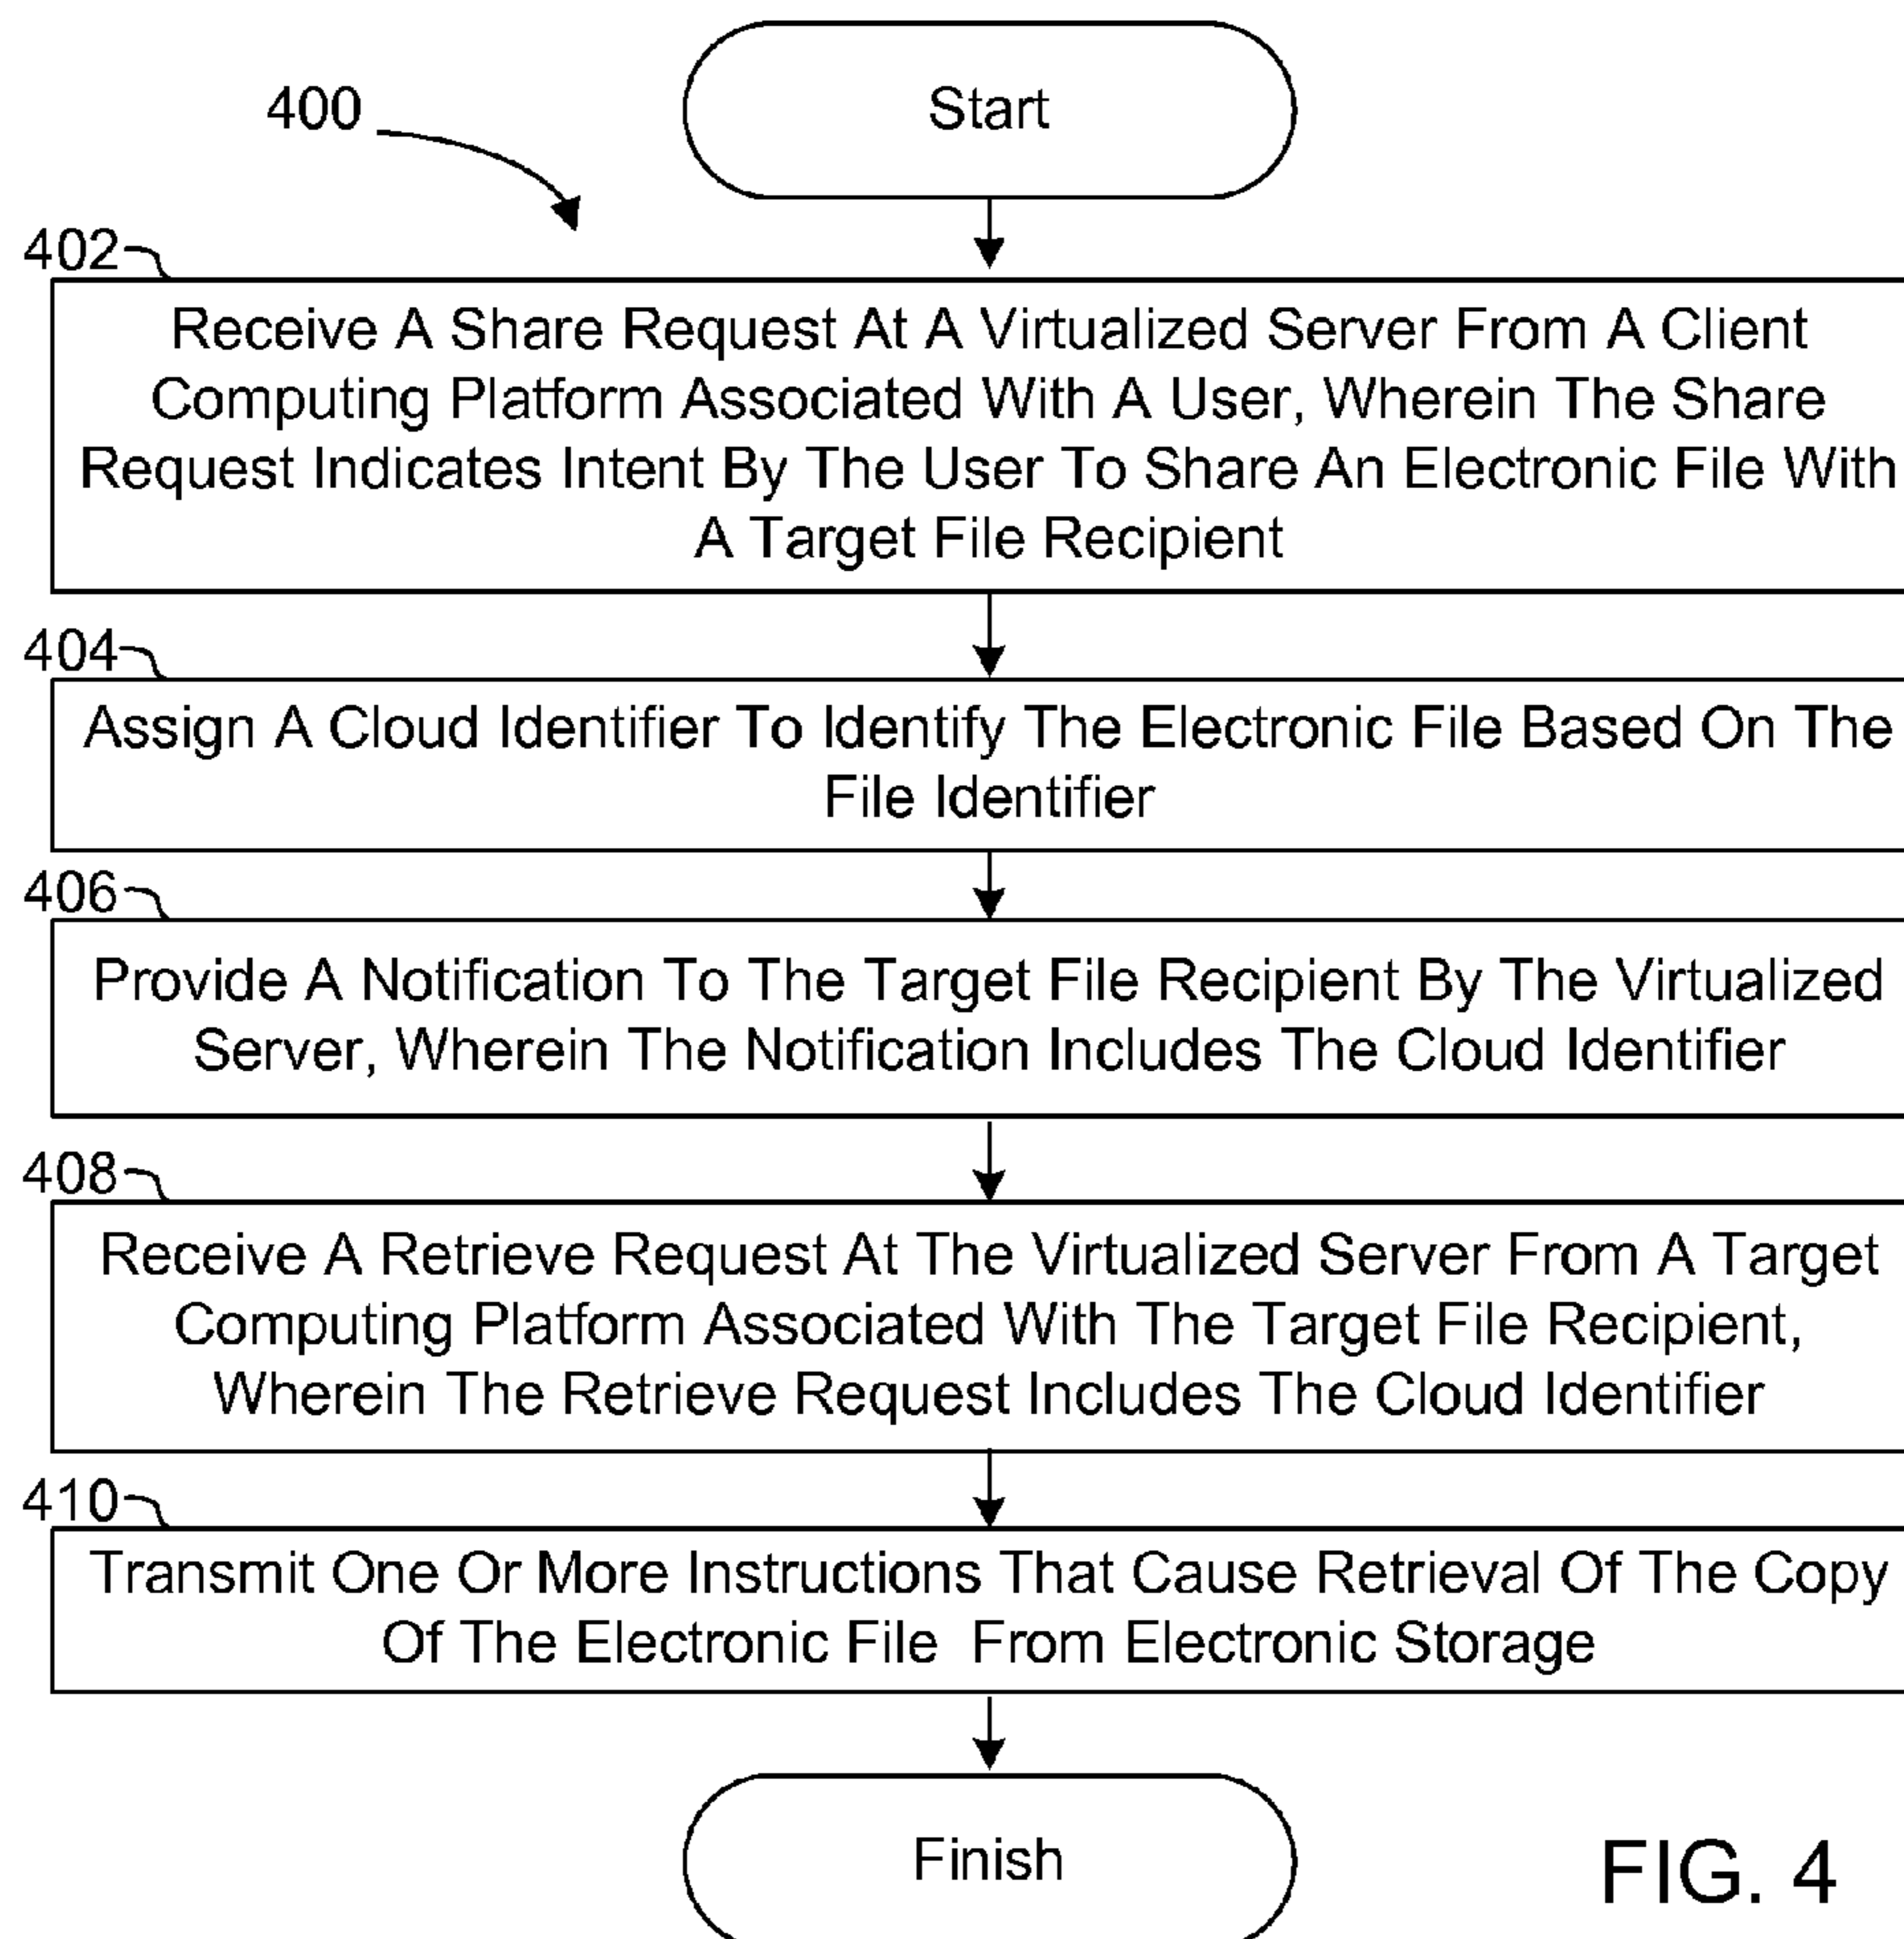 Start
400
402
Receive A Share Request At A Virtualized Server From A Client
Computing Platform Associated With A User, Wherein The Share
Request Indicates Intent By The User To Share An Electronic File With
A Target File Recipient
404
Assign A Cloud Identifier To Identify The Electronic File Based On The
File Identifier
406
Provide A Notification To The Target File Recipient By The Virtualized
Server, Wherein The Notification Includes The Cloud Identifier
408
Receive A Retrieve Request At The Virtualized Server From A Target
Computing Platform Associated With The Target File Recipient,
Wherein The Retrieve Request Includes The Cloud Identifier
410
Transmit One Or More Instructions That Cause Retrieval Of The Copy
Of The Electronic File From Electronic Storage
Finish
FIG. 4